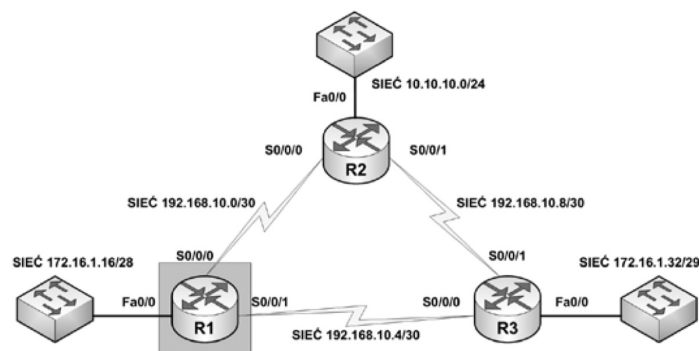 SIEĆ 10.10.10.0/24
Fa0/0
S0/0/0
S0/0/1
R2
SIEĆ 192.168.10.0/30
SIEĆ 192.168.10.8/30
SIEĆ 172.16.1.16/28
S0/0/0
S0/0/1
SIEĆ 172.16.1.32/29
Fa0/0
R1
S0/0/1
S0/0/0
R3
Fa0/0
SIEĆ 192.168.10.4/30